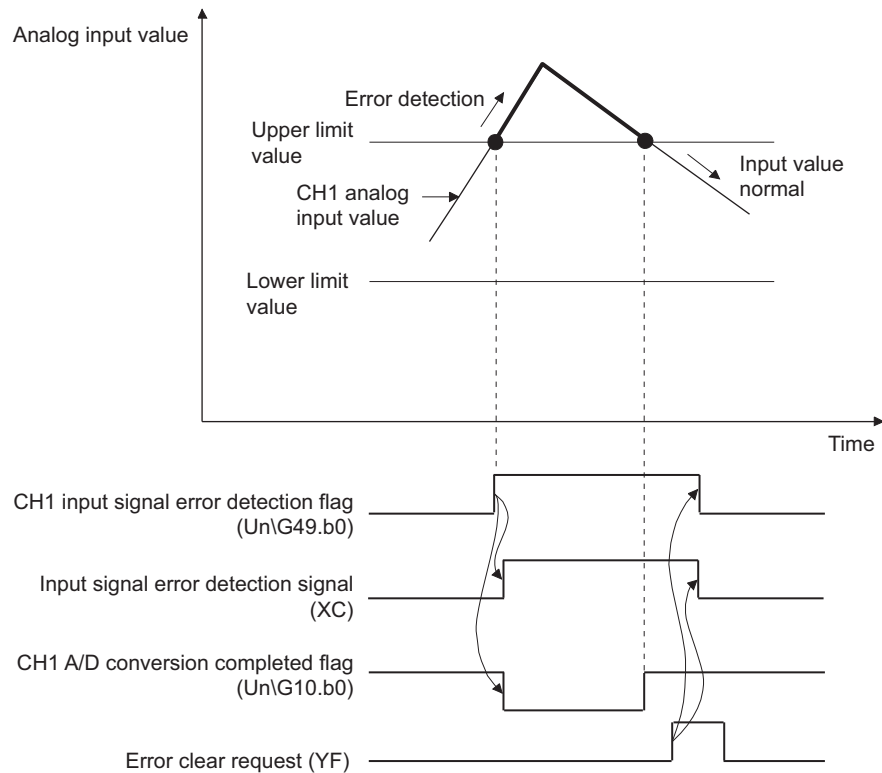 Analog input value
Error detection
Upper limit
value
Input value
normal
CH1 analog
input value
Lower limit
value
Time
CH1 input signal error detection flag
(Un\G49.b0)
Input signal error detection signal
(XC)
CH1 A/D conversion completed flag
(Un\G10.b0)
Error clear request (YF)